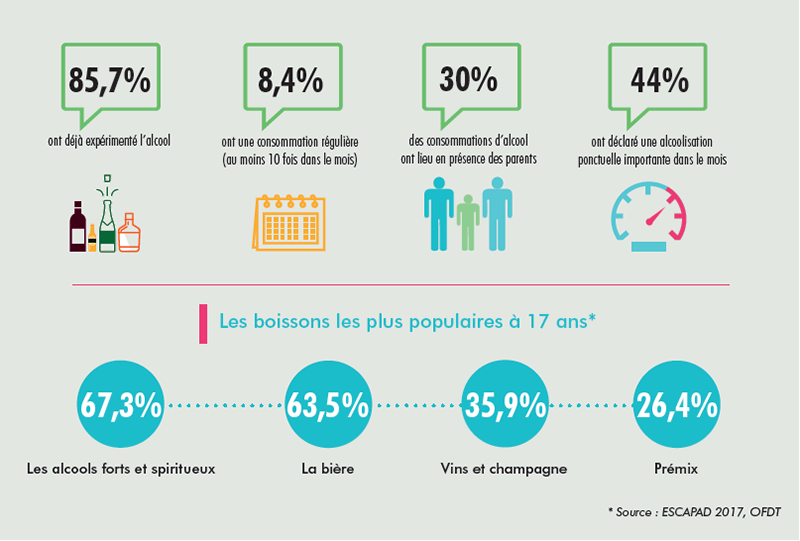 85,7%
ont déjà expérimenté l'alcool
8,4%
ont une consommation régulière
(au moins 10 fois dans le mois)
30%
des consommations d'alcool
ont lieu en présence des parents
44%
ont déclaré une alcoolisation
ponctuelle importante dans le mois
Les boissons les plus populaires à 17 ans*
67,3%
Les alcools forts et spiritueux
63,5%
La bière
35,9%
Vins et champagne
26,4%
Prémix
* Source : ESCAPAD 2017, OFDT